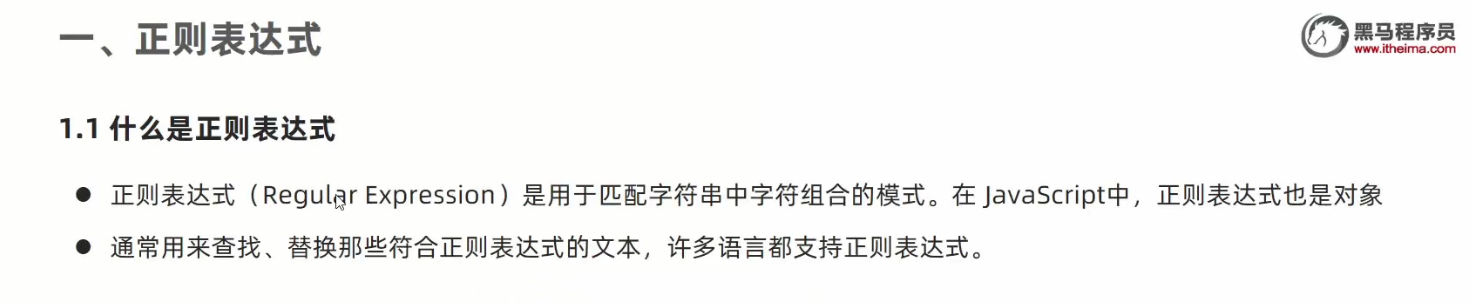 一、正则表达式
黑马程序员
www.itheima.com
1.1 什么是正则表达式
● 正则表达式（Regular Expression）是用于匹配字符串中字符组合的模式。在 JavaScript中，正则表达式也是对象
● 通常用来查找、替换那些符合正则表达式的文本，许多语言都支持正则表达式。